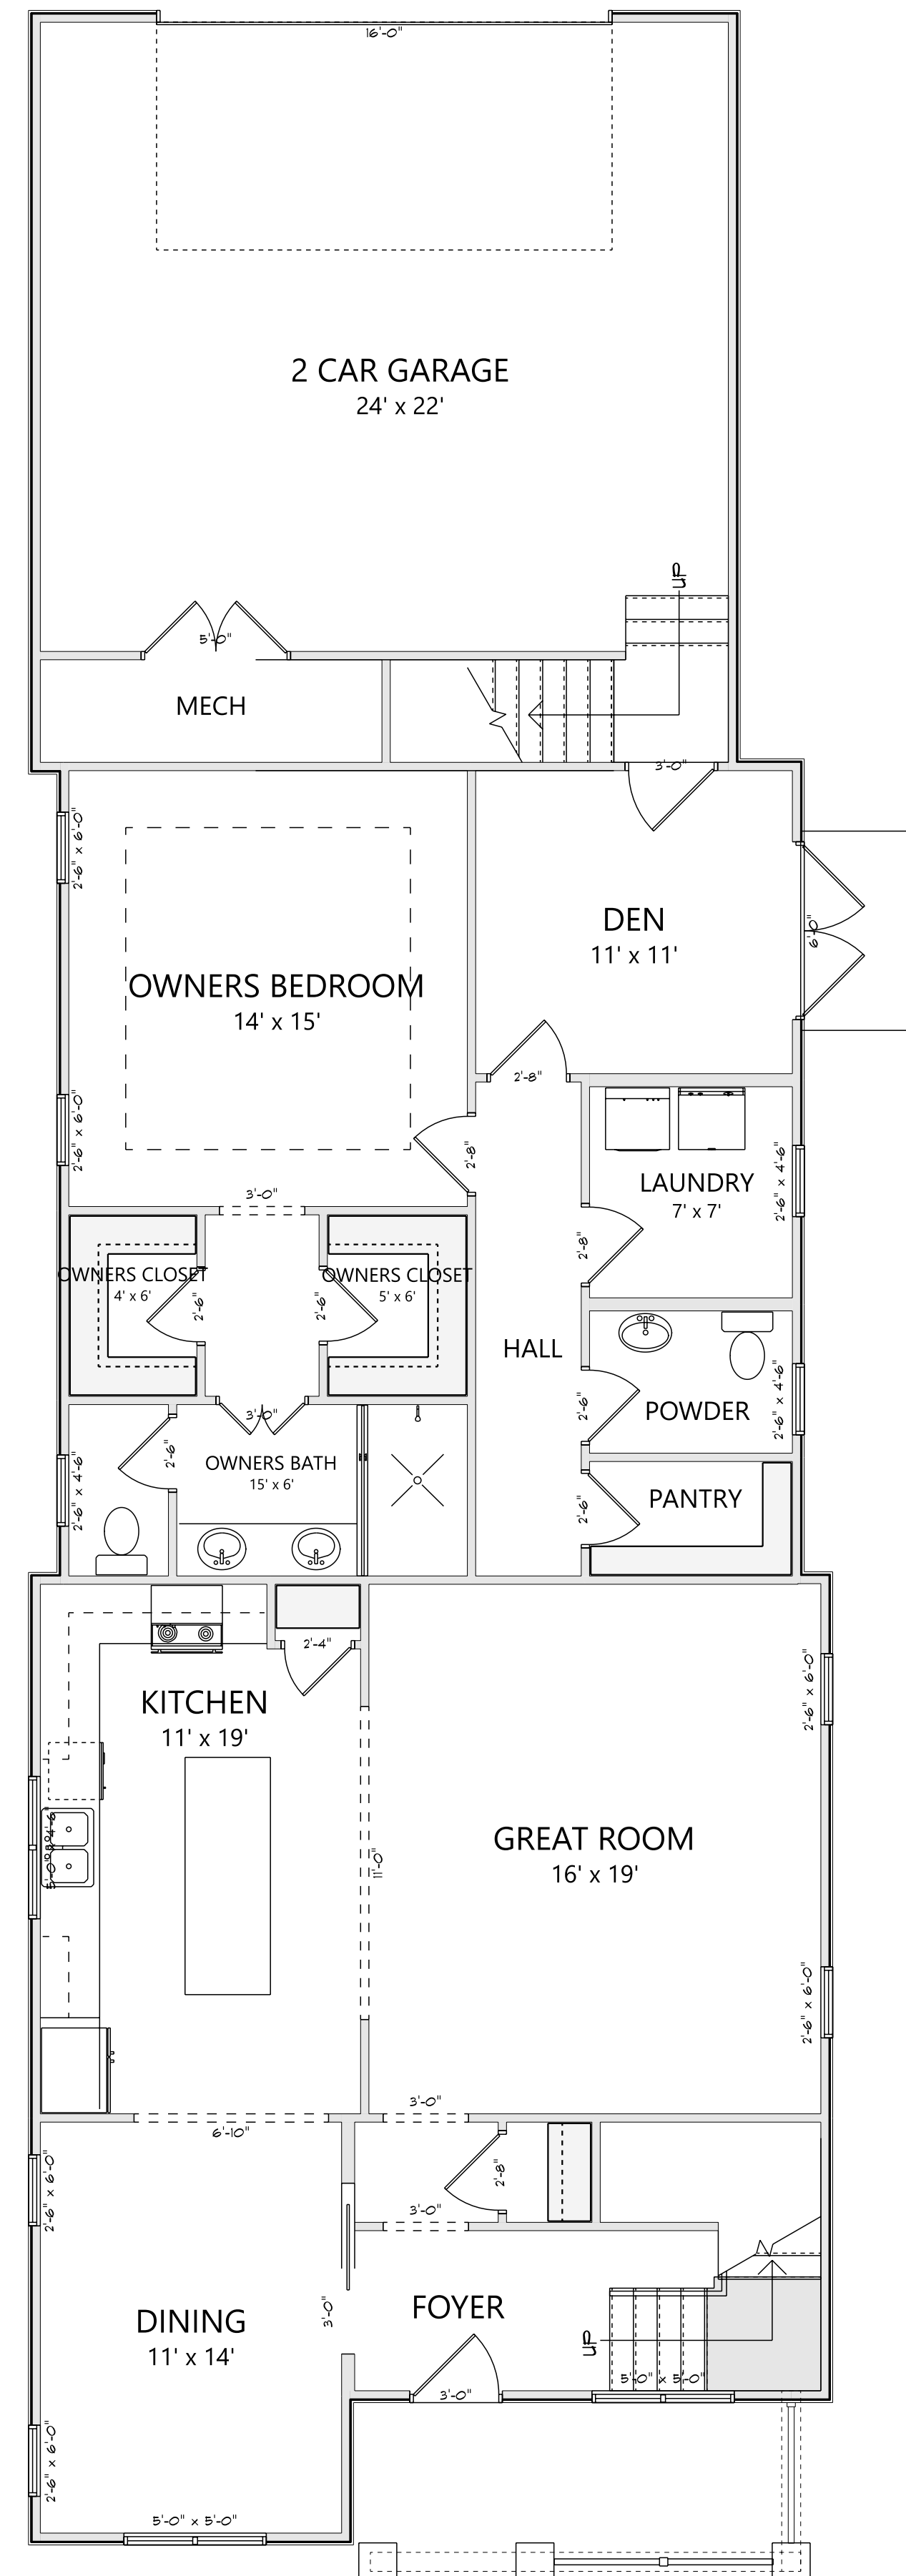 16'-0"
2 CAR GARAGE
24' x 22'
UP
5'-0"
MECH
3'-0"
2'-6" x 6'-0"
DEN
11' x 11'
6'-0"
OWNERS BEDROOM
14' x 15'
2'-8"
2'-6" x 6'-0"
2'-8"
LAUNDRY
7' x 7'
2'-6" x 4'-6"
3'-0"
2'-8"
OWNERS CLOSET
4' x 6'
2'-6"
2'-6"
OWNERS CLOSET
5' x 6'
HALL
2'-6"
POWDER
2'-6" x 4'-6"
3'-0"
2'-6"
OWNERS BATH
15' x 6'
2'-6" x 4'-6"
2'-6"
PANTRY
2'-4"
KITCHEN
11' x 19'
2'-6" x 6'-0"
5'-0" x 4'-6"
11'-0"
GREAT ROOM
16' x 19'
2'-6" x 6'-0"
3'-0"
6'-10"
2'-6" x 6'-0"
2'-8"
3'-0"
FOYER
3'-0"
DINING
11' x 14'
UP
5'-0" x 5'-0"
3'-0"
2'-6" x 6'-0"
5'-0" x 5'-0"